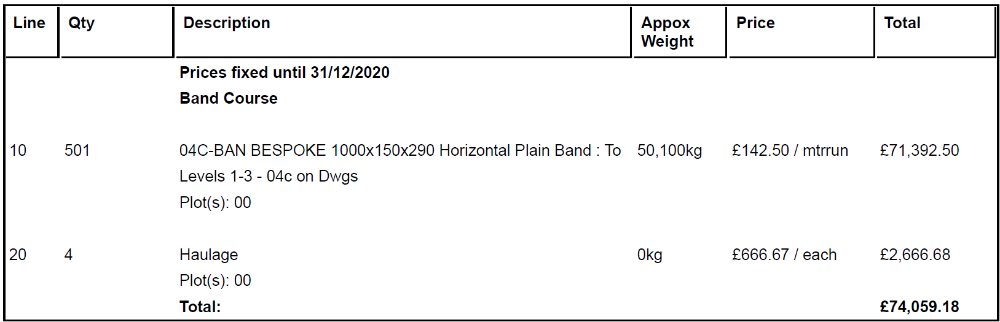 Line Qty Description Appox Weight Price Total
Prices fixed until 31/12/2020
Band Course
10 501 04C-BAN BESPOKE 1000x150x290 Horizontal Plain Band : To 50,100kg £142.50 / mtrrun £71,392.50
Levels 1-3 - 04c on Dwgs
Plot(s): 00
20 4 Haulage 0kg £666.67 / each £2,666.68
Plot(s): 00
Total: £74,059.18